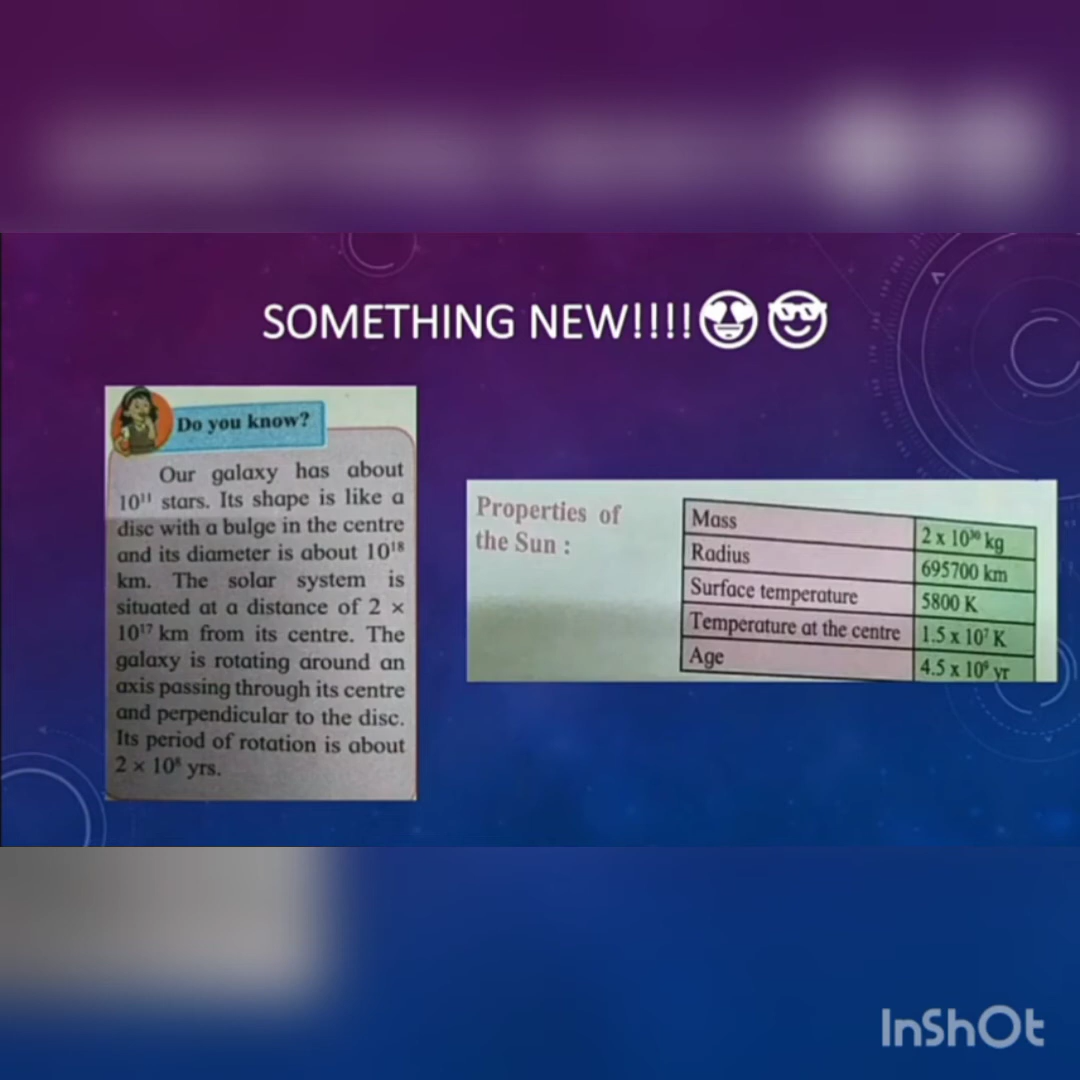 SOMETHING NEW!!!!😍😎
Do you know?
Our galaxy has about
10¹¹ stars. Its shape is like a
disc with a bulge in the centre
and its diameter is about 10¹⁸
km. The solar system is
situated at a distance of 2 ×
10¹⁷ km from its centre. The
galaxy is rotating around an
axis passing through its centre
and perpendicular to the disc.
Its period of rotation is about
2 × 10⁸ yrs.
Properties of
the Sun :
Mass 2 x 10³⁰ kg
Radius 695700 km
Surface temperature 5800 K
Temperature at the centre 1.5 x 10⁷ K
Age 4.5 x 10⁹ yr
InShOt